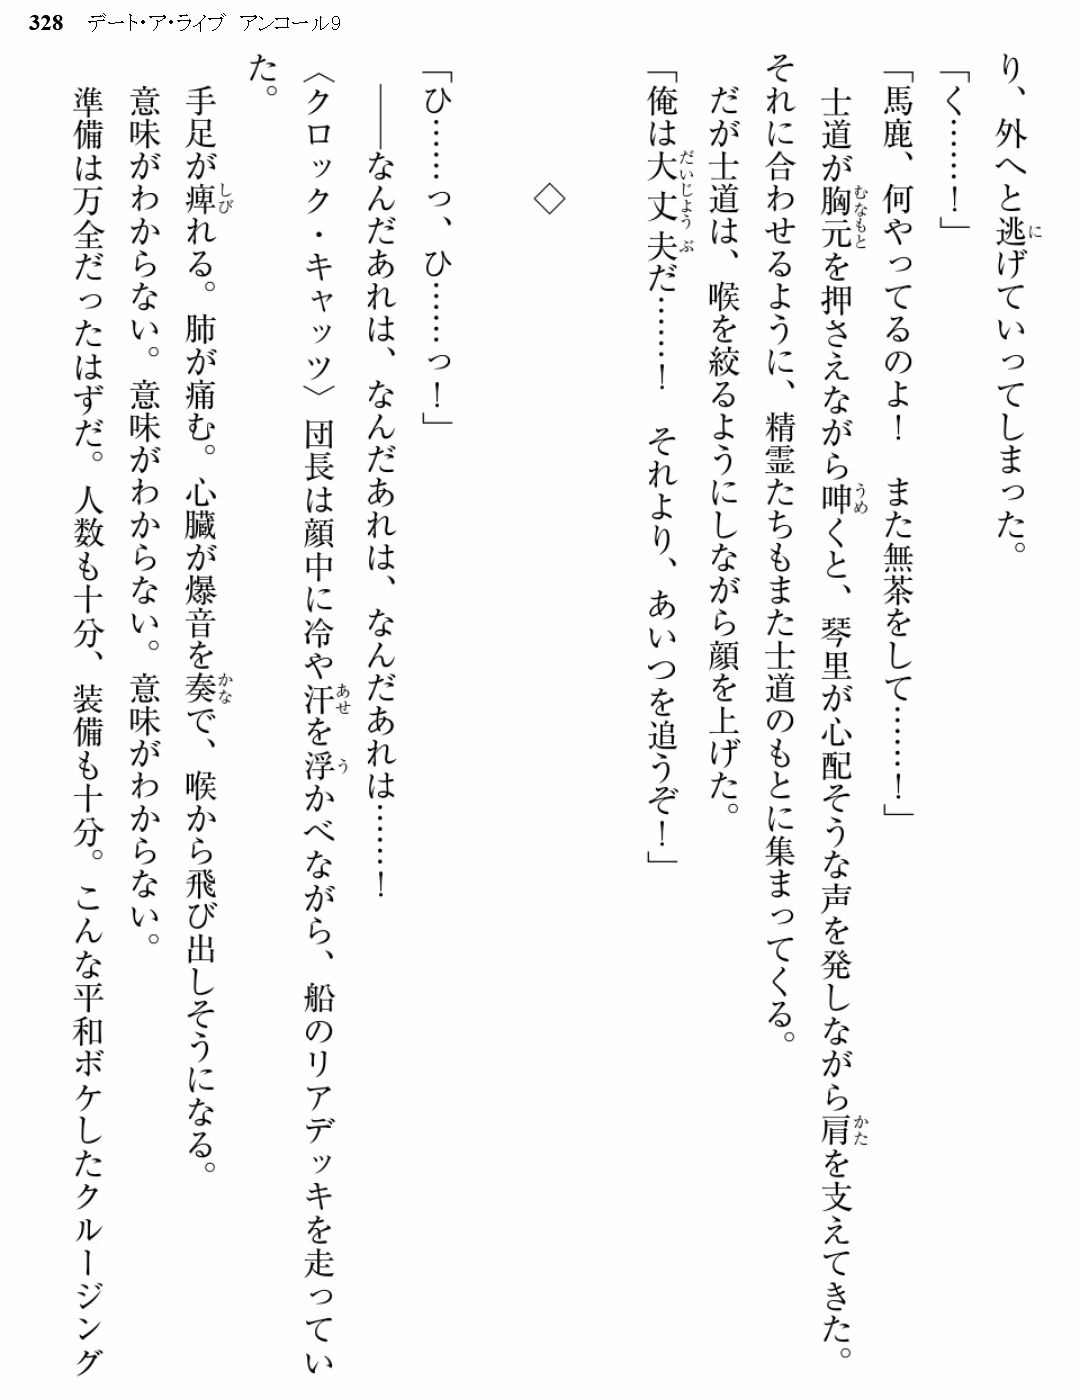 328 デート・ア・ライブ アンコール9
り、外へと逃げていってしまった。
「く……！」
「馬鹿、何やってるのよ！　また無茶をして……！」
　士道が胸元を押さえながら呻くと、琴里が心配そうな声を発しながら肩を支えてきた。
それに合わせるように、精霊たちもまた士道のもとに集まってくる。
　だが士道は、喉を絞るようにしながら顔を上げた。
「俺は大丈夫だ……！　それより、あいつを追うぞ！」
◇
「ひ……っ、ひ……っ！」
　――なんだあれは、なんだあれは、なんだあれは……！
〈クロック・キャッツ〉団長は顔中に冷や汗を浮かべながら、船のリアデッキを走ってい
た。
　手足が痺れる。肺が痛む。心臓が爆音を奏で、喉から飛び出しそうになる。
　意味がわからない。意味がわからない。意味がわからない。
　準備は万全だったはずだ。人数も十分、装備も十分。こんな平和ボケしたクルージング